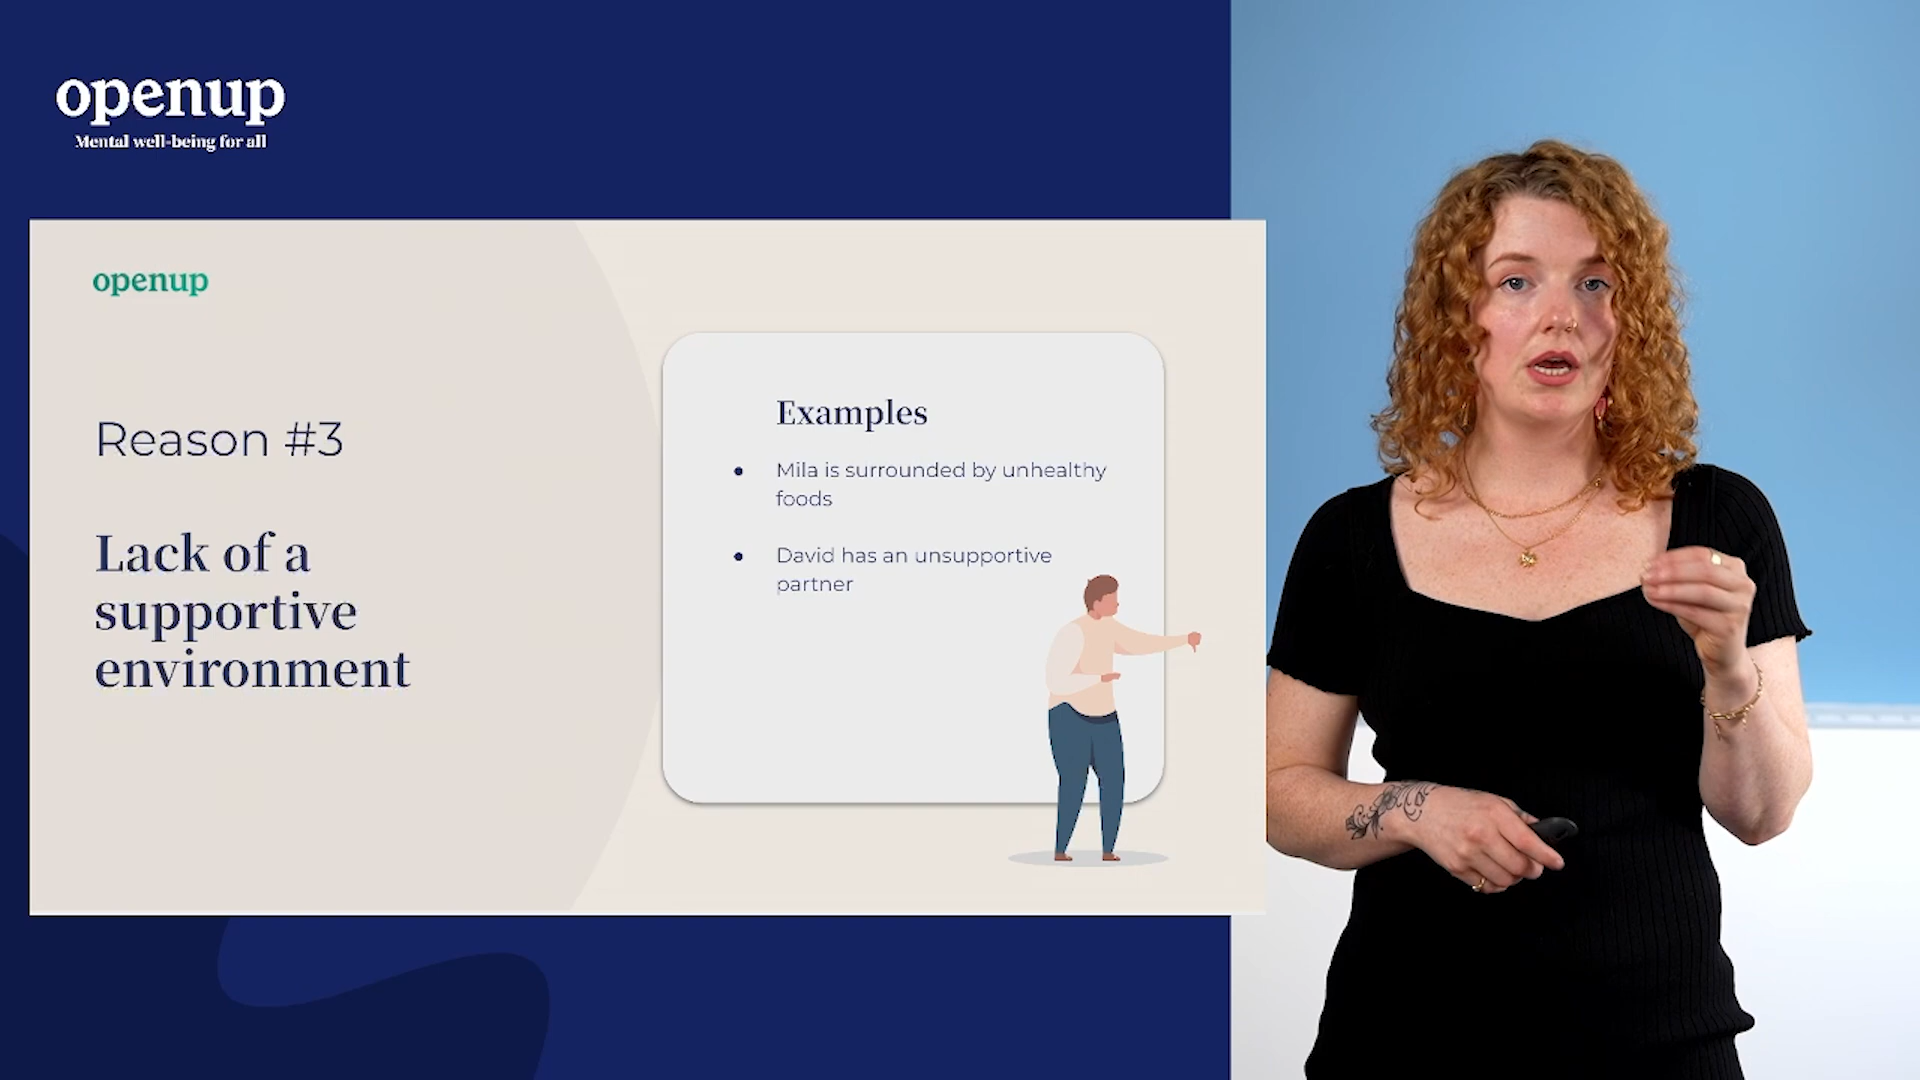 openup
Mental well-being for all
openup
Reason #3
Lack of a
supportive
environment
Examples
● Mila is surrounded by unhealthy
foods
● David has an unsupportive
partner